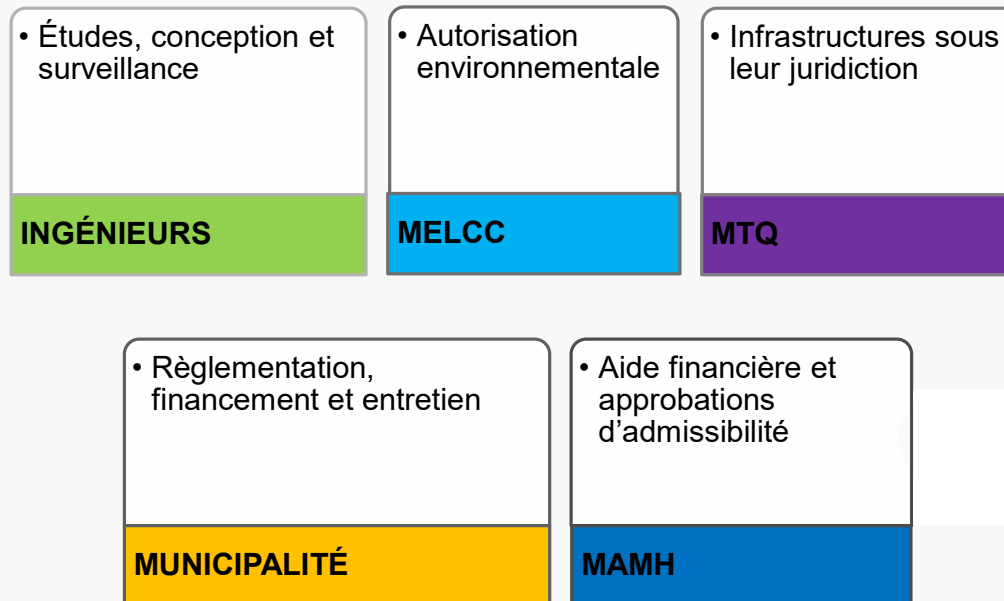 • Études, conception et
surveillance
INGÉNIEURS
• Autorisation
environnementale
MELCC
• Infrastructures sous
leur juridiction
MTQ
• Règlementation,
financement et entretien
MUNICIPALITÉ
• Aide financière et
approbations
d’admissibilité
MAMH